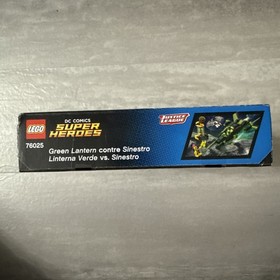 LEGO
DC COMICS
SUPER
HEROES
JUSTICE
LEAGUE
76025
Green Lantern contre Sinestro
Linterna Verde vs. Sinestro